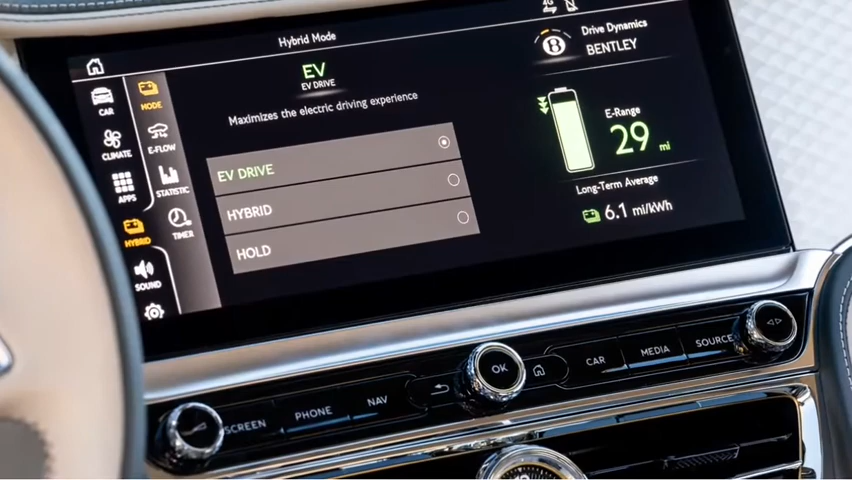 Hybrid Mode
4G
CAR
CLIMATE
APPS
HYBRID
SOUND
MODE
E-FLOW
STATISTIC
TIMER
EV
EV DRIVE
Maximizes the electric driving experience
EV DRIVE
HYBRID
HOLD
Drive Dynamics
B
BENTLEY
E-Range
29 mi
Long-Term Average
6.1 mi/kWh
SCREEN
PHONE
NAV
OK
CAR
MEDIA
SOURCE